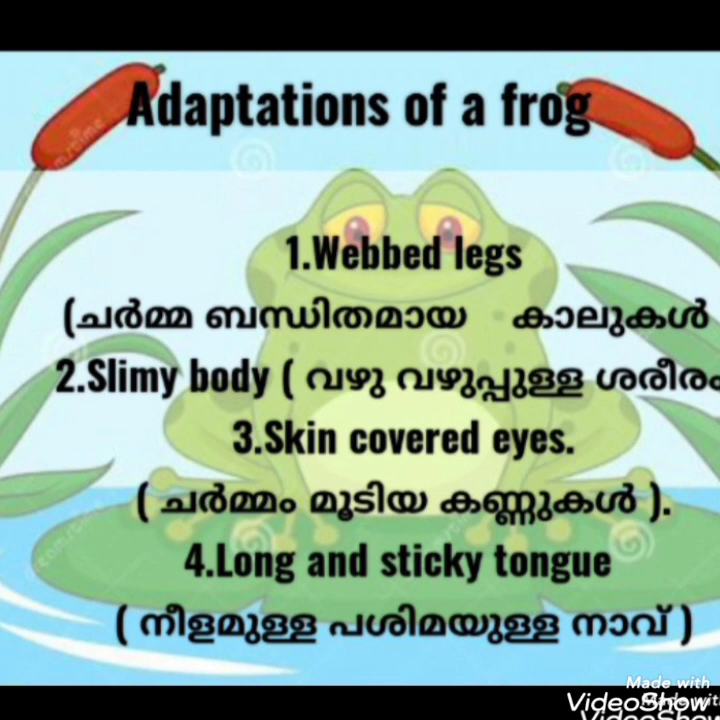 Adaptations of a frog
1.Webbed legs
(ചർമ്മ ബന്ധിതമായ കാലുകൾ
2.Slimy body ( വഴു വഴുപ്പുള്ള ശരീരം
3.Skin covered eyes.
( ചർമ്മം മൂടിയ കണ്ണുകൾ ).
4.Long and sticky tongue
( നീളമുള്ള പശിമയുള്ള നാവ് )
Made with
VideoShow